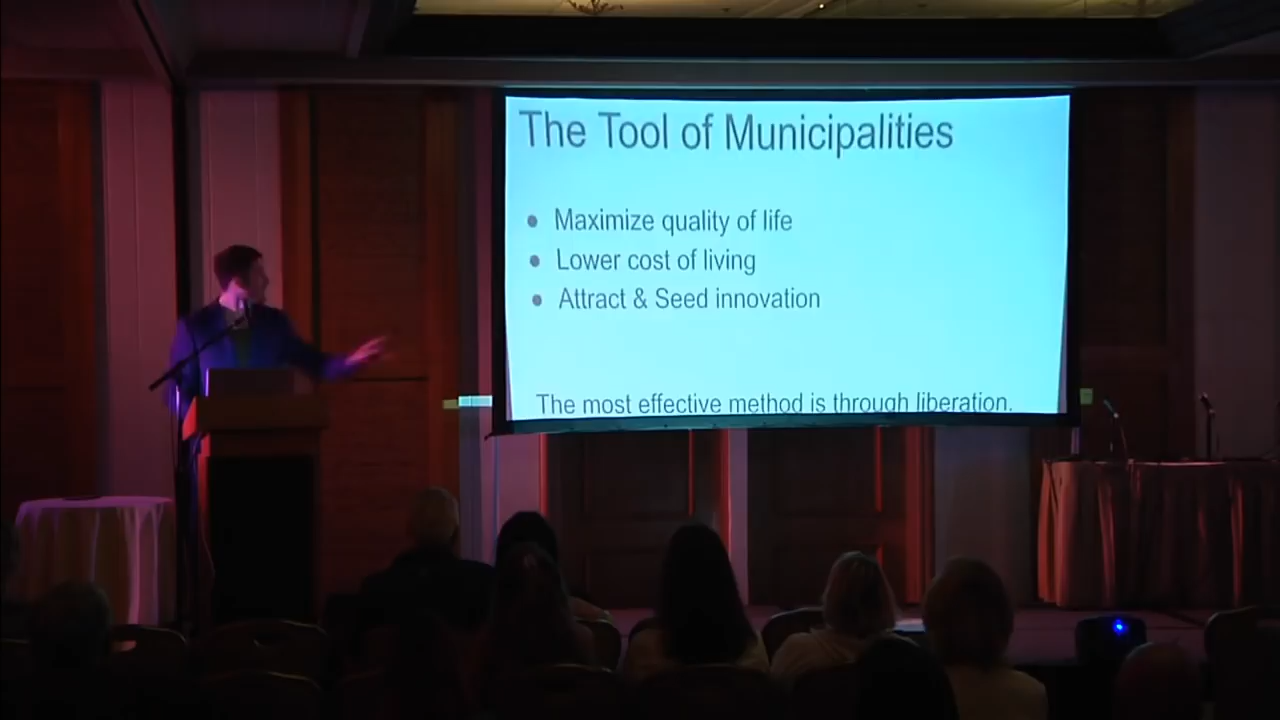 The Tool of Municipalities
● Maximize quality of life
● Lower cost of living
● Attract & Seed innovation
The most effective method is through liberation.